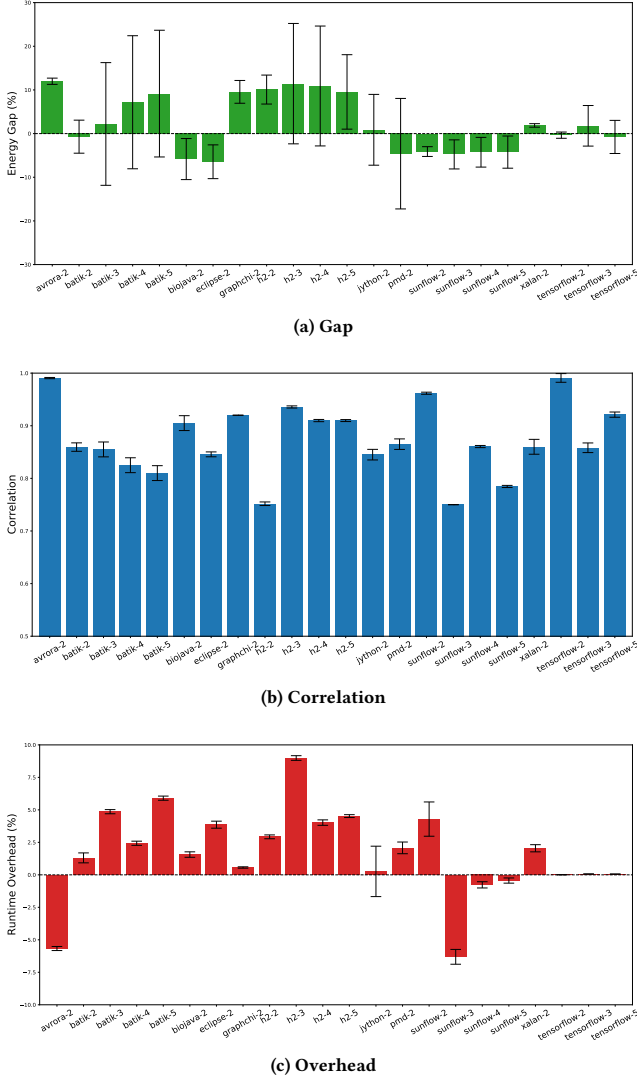 30
20
10
0
−10
−20
−30
Energy Gap (%)
avrora-2 batik-2 batik-3 batik-4 batik-5 biojava-2 eclipse-2 graphchi-2 h2-2 h2-3 h2-4 h2-5 jython-2 pmd-2 sunflow-2 sunflow-3 sunflow-4 sunflow-5 xalan-2 tensorflow-2 tensorflow-3 tensorflow-5
(a) Gap
1.0
0.9
0.8
0.7
0.6
0.5
Correlation
avrora-2 batik-2 batik-3 batik-4 batik-5 biojava-2 eclipse-2 graphchi-2 h2-2 h2-3 h2-4 h2-5 jython-2 pmd-2 sunflow-2 sunflow-3 sunflow-4 sunflow-5 xalan-2 tensorflow-2 tensorflow-3 tensorflow-5
(b) Correlation
10.0
7.5
5.0
2.5
0.0
−2.5
−5.0
−7.5
−10.0
Runtime Overhead (%)
avrora-2 batik-2 batik-3 batik-4 batik-5 biojava-2 eclipse-2 graphchi-2 h2-2 h2-3 h2-4 h2-5 jython-2 pmd-2 sunflow-2 sunflow-3 sunflow-4 sunflow-5 xalan-2 tensorflow-2 tensorflow-3 tensorflow-5
(c) Overhead